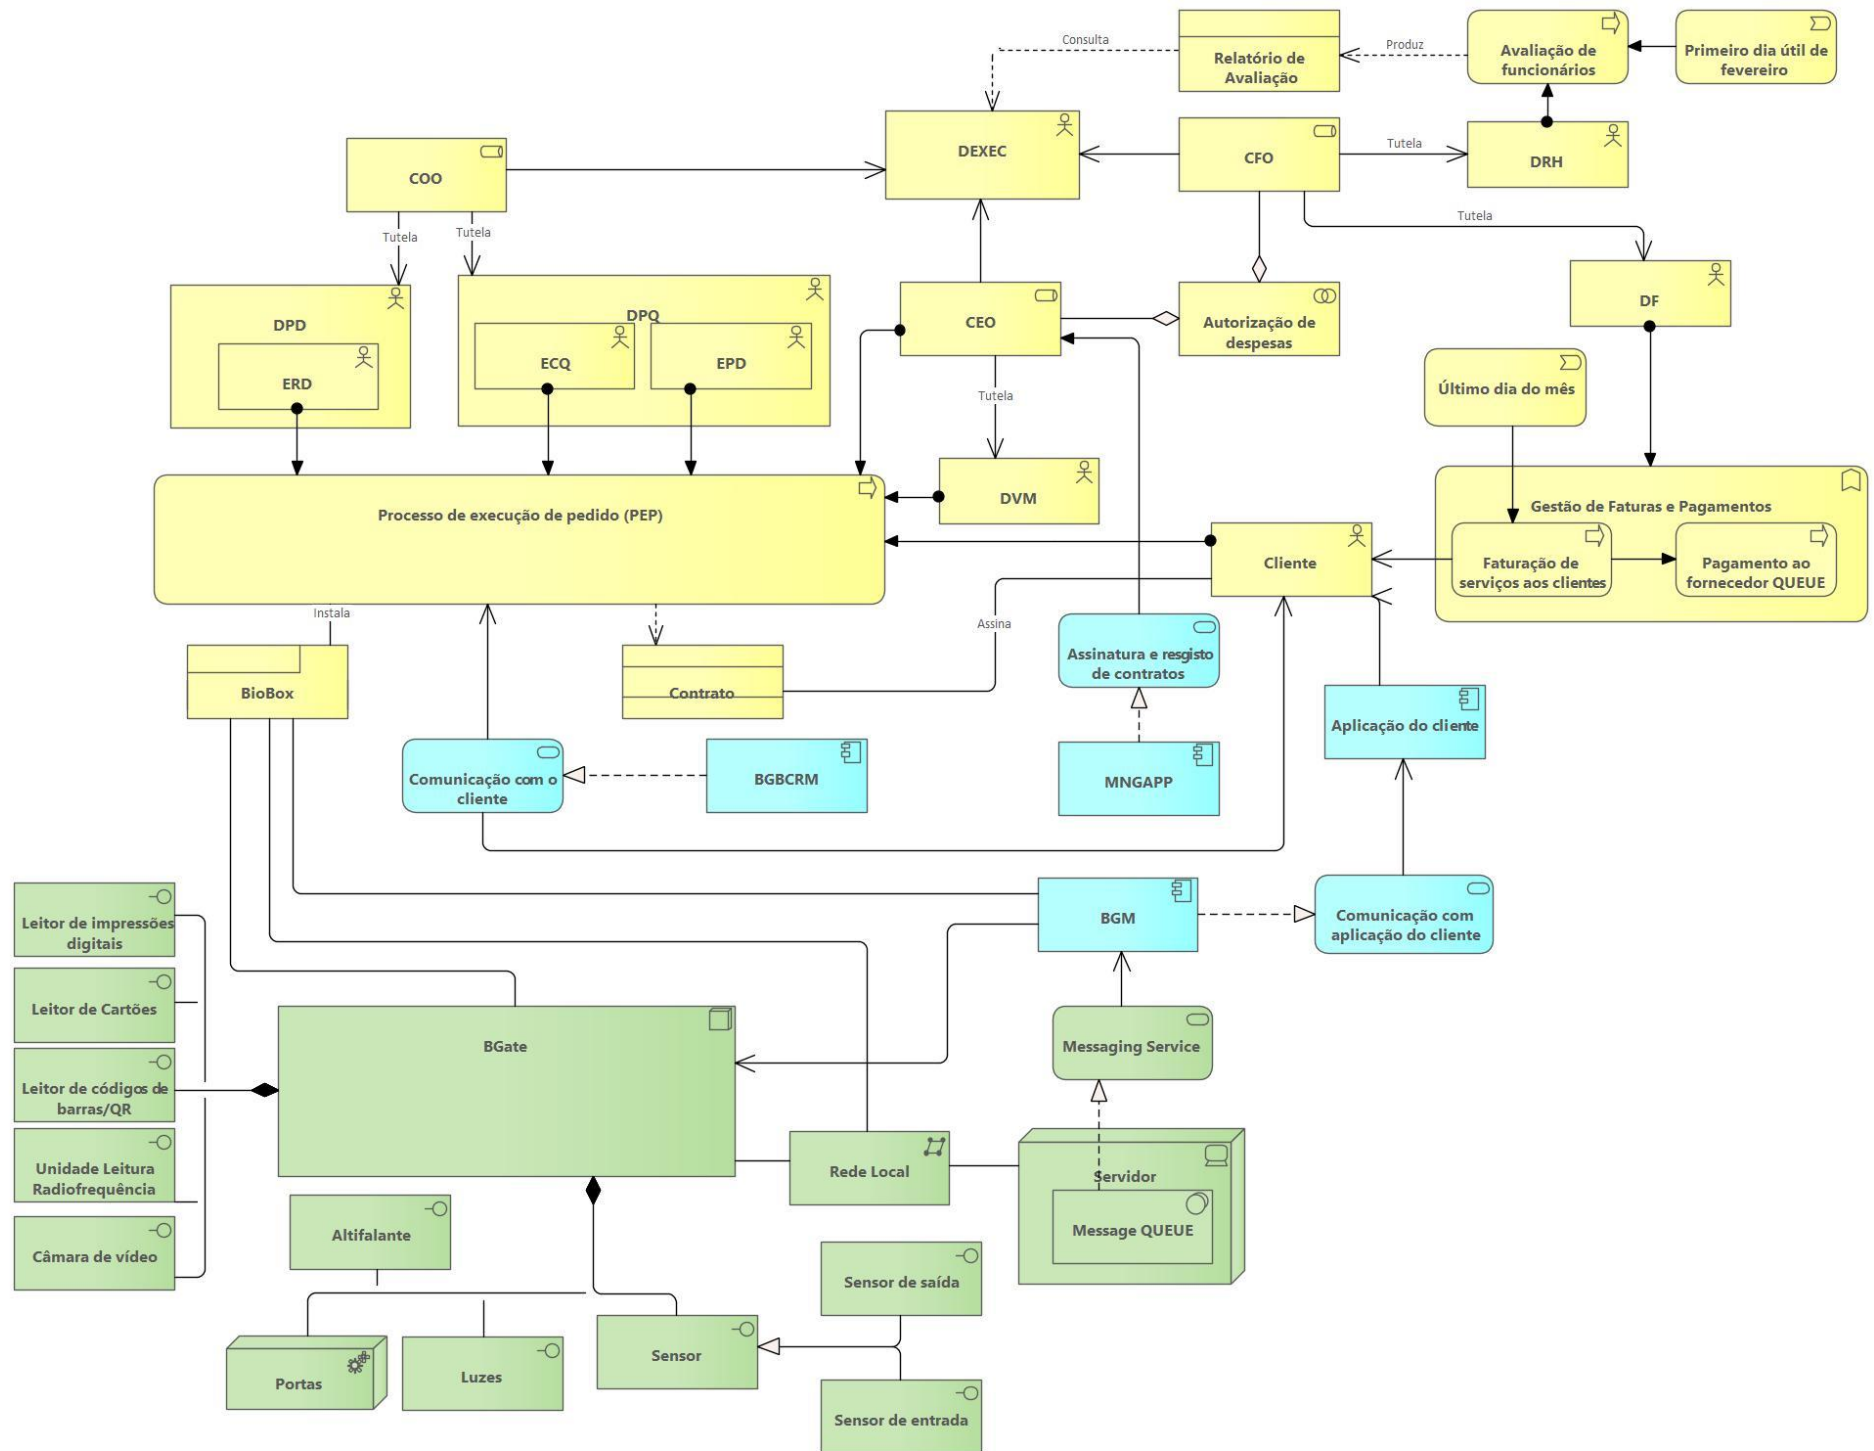 Consulta
Produz
Relatório de
Avaliação
Avaliação de
funcionários
Primeiro dia útil de
fevereiro
COO
DEXEC
CFO
Tutela
DRH
Tutela
Tutela
Tutela
DPD
ERD
DPQ
ECQ
EPD
CEO
Autorização de
despesas
DF
Tutela
Último dia do mês
DVM
Processo de execução de pedido (PEP)
Gestão de Faturas e Pagamentos
Cliente
Faturação de
serviços aos clientes
Pagamento ao
fornecedor QUEUE
Instala
Assina
BioBox
Contrato
Assinatura e resgisto
de contratos
Aplicação do cliente
Comunicação com o
cliente
BGBCRM
MNGAPP
Leitor de impressões
digitais
BGM
Comunicação com
aplicação do cliente
Leitor de Cartões
BGate
Messaging Service
Leitor de códigos de
barras/QR
Unidade Leitura
Radiofrequência
Rede Local
Servidor
Message QUEUE
Câmara de vídeo
Altifalante
Sensor de saída
Portas
Luzes
Sensor
Sensor de entrada